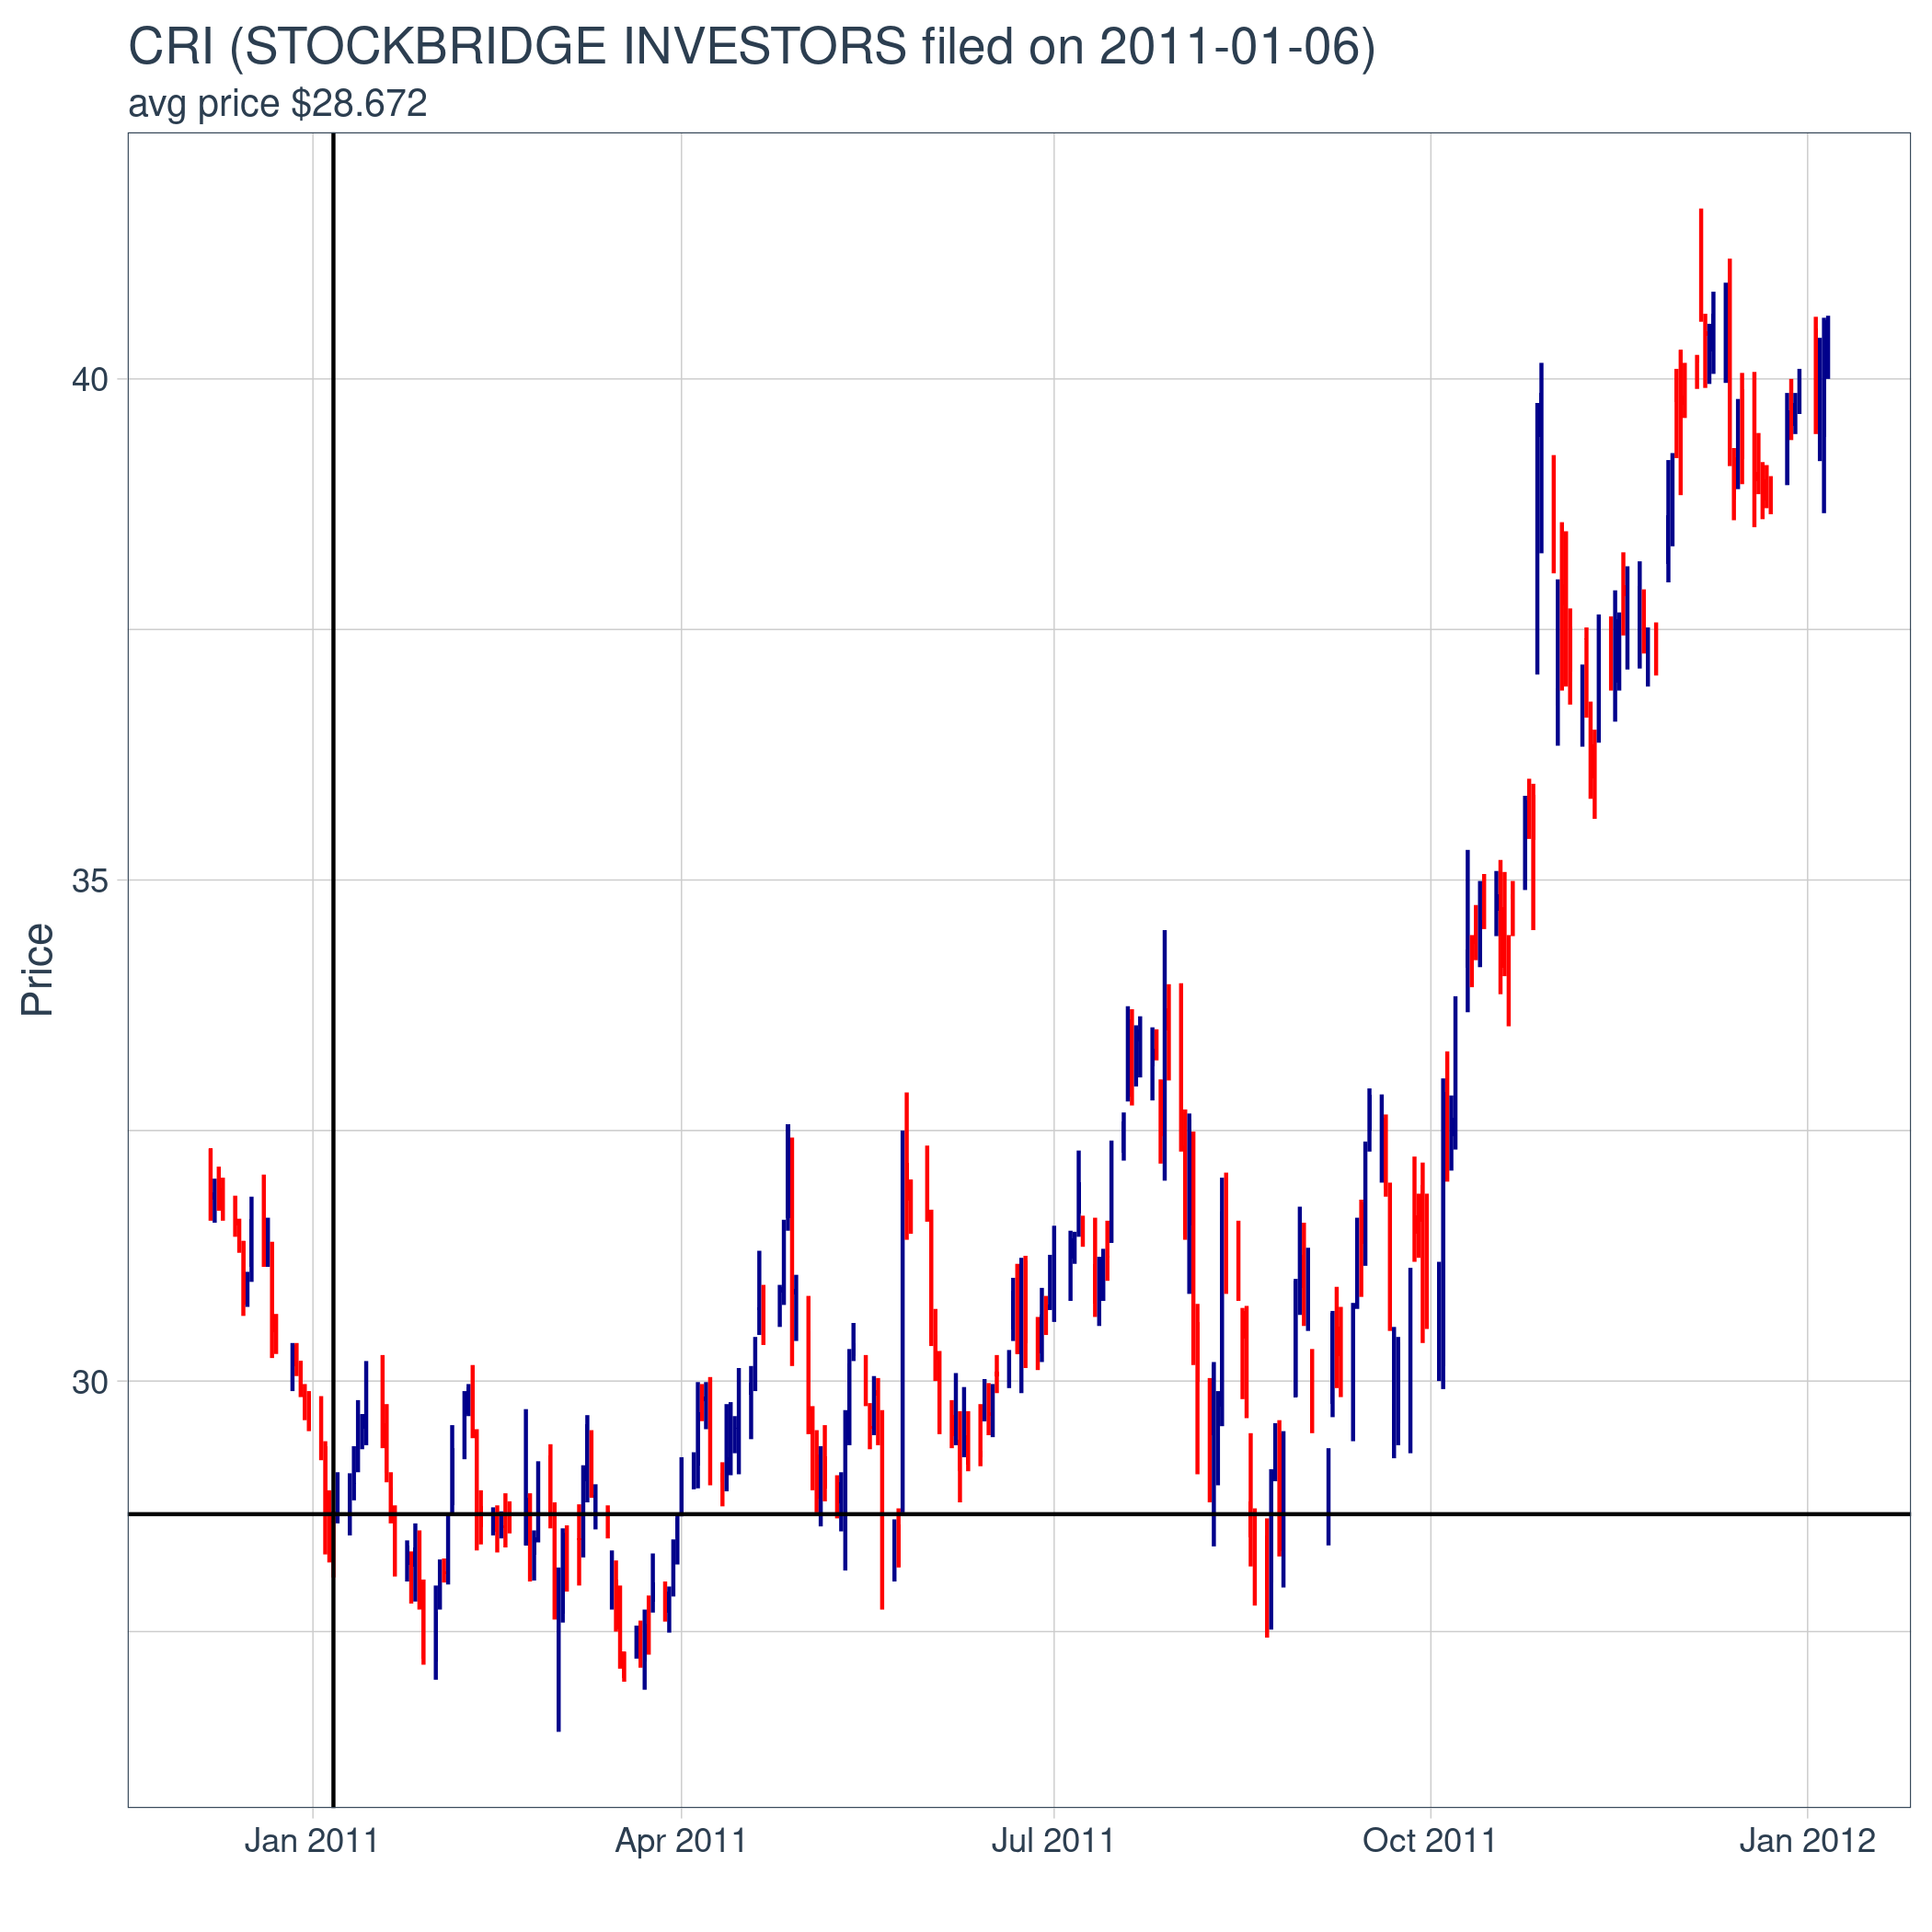 CRI (STOCKBRIDGE INVESTORS filed on 2011-01-06)
avg price $28.672
40
35
30
Price
Jan 2011
Apr 2011
Jul 2011
Oct 2011
Jan 2012